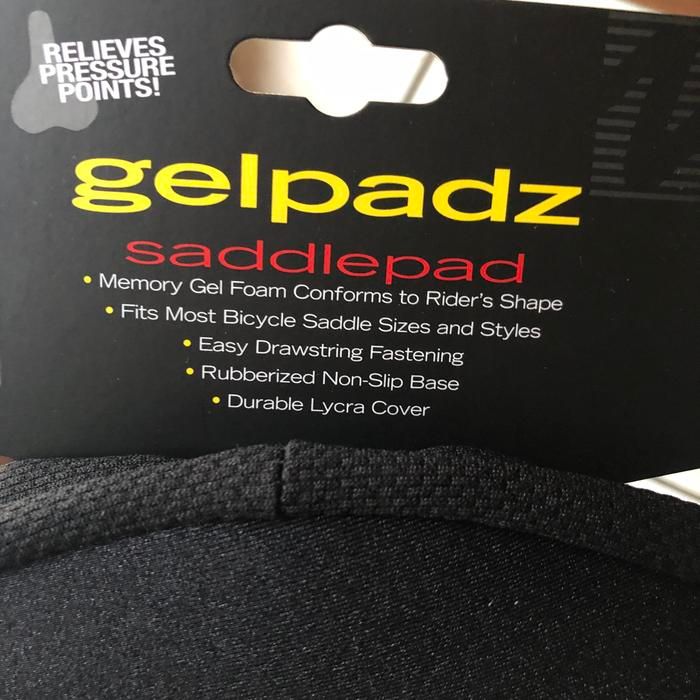 RELIEVES
PRESSURE
POINTS!
gelpadz
saddlepad
• Memory Gel Foam Conforms to Rider's Shape
• Fits Most Bicycle Saddle Sizes and Styles
• Easy Drawstring Fastening
• Rubberized Non-Slip Base
• Durable Lycra Cover